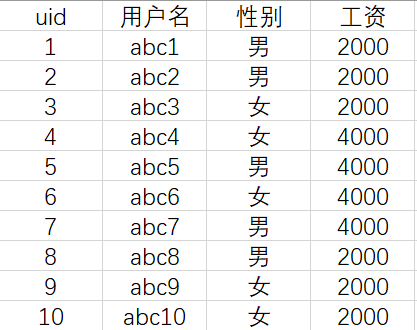 uid 用户名 性别 工资
1 abc1 男 2000
2 abc2 男 2000
3 abc3 女 2000
4 abc4 女 4000
5 abc5 男 4000
6 abc6 女 4000
7 abc7 男 4000
8 abc8 男 2000
9 abc9 女 2000
10 abc10 女 2000